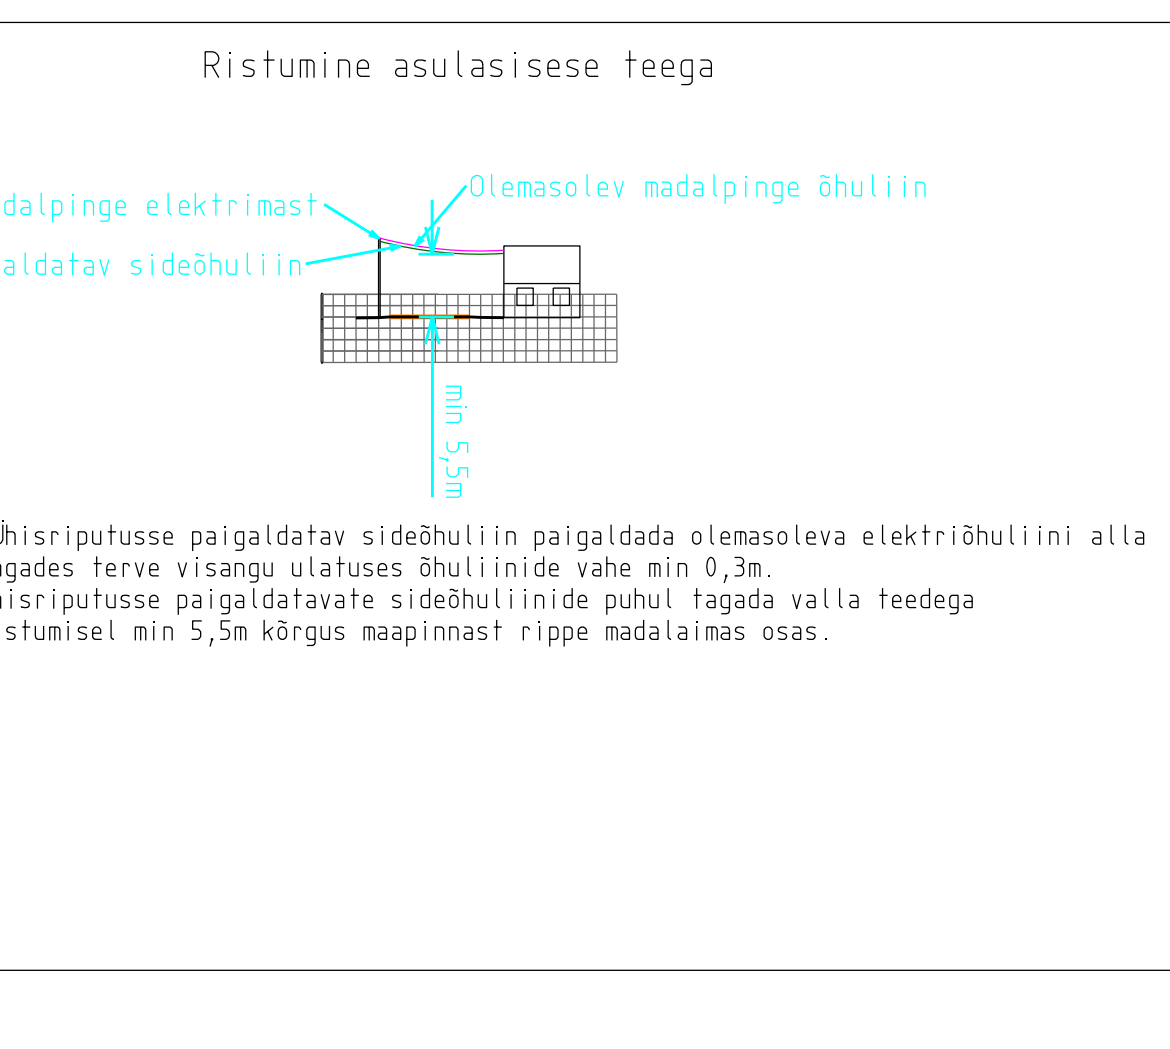 Ristumine asulasisese teega
Olemasolev madalpinge õhuliin
dalpinge elektrimast
aldatav sideõhuliin
min 5,5m
Ühisriputusse paigaldatav sideõhuliin paigaldada olemasoleva elektriõhuliini alla
agades terve visangu ulatuses õhuliinide vahe min 0,3m.
hisriputusse paigaldatavate sideõhuliinide puhul tagada valla teedega
stumisel min 5,5m kõrgus maapinnast rippe madalaimas osas.